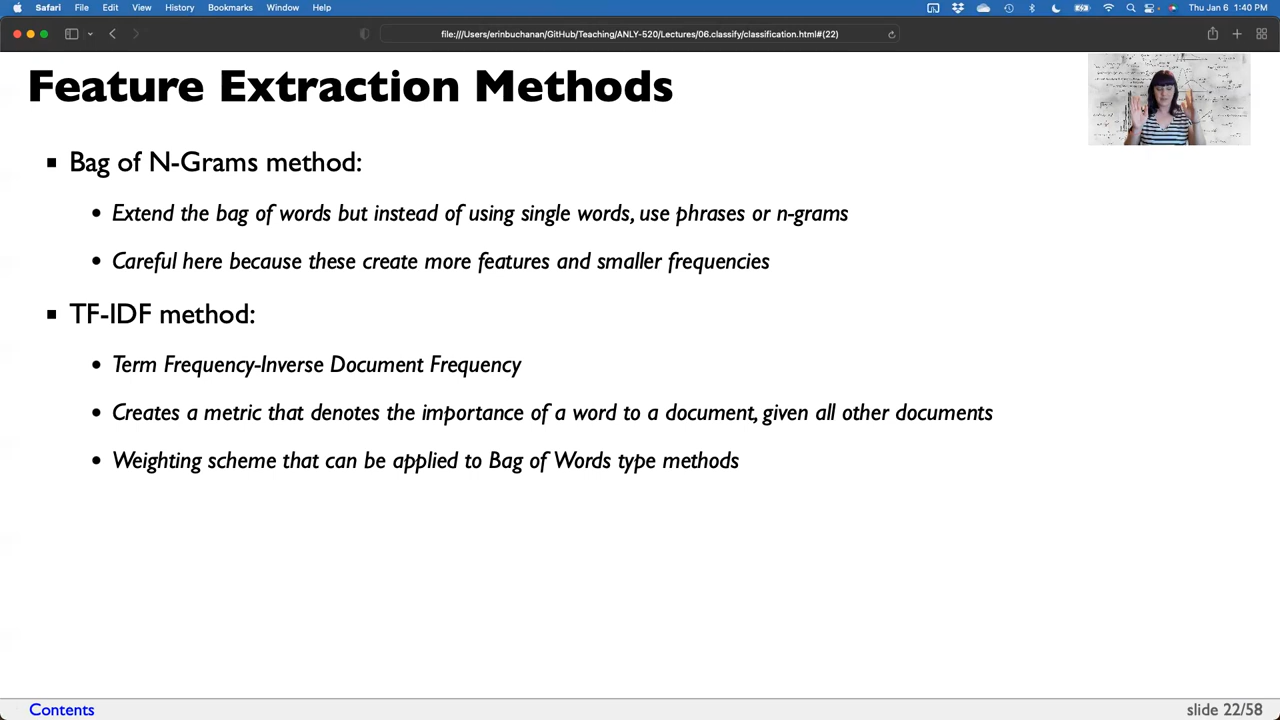 Safari File Edit View History Bookmarks Window Help Thu Jan 6 1:40 PM
file:///Users/erinbuchanan/GitHub/Teaching/ANLY-520/Lectures/06.classify/classification.html#(22)
Feature Extraction Methods
Bag of N-Grams method:
Extend the bag of words but instead of using single words, use phrases or n-grams
Careful here because these create more features and smaller frequencies
TF-IDF method:
Term Frequency-Inverse Document Frequency
Creates a metric that denotes the importance of a word to a document, given all other documents
Weighting scheme that can be applied to Bag of Words type methods
Contents slide 22/58